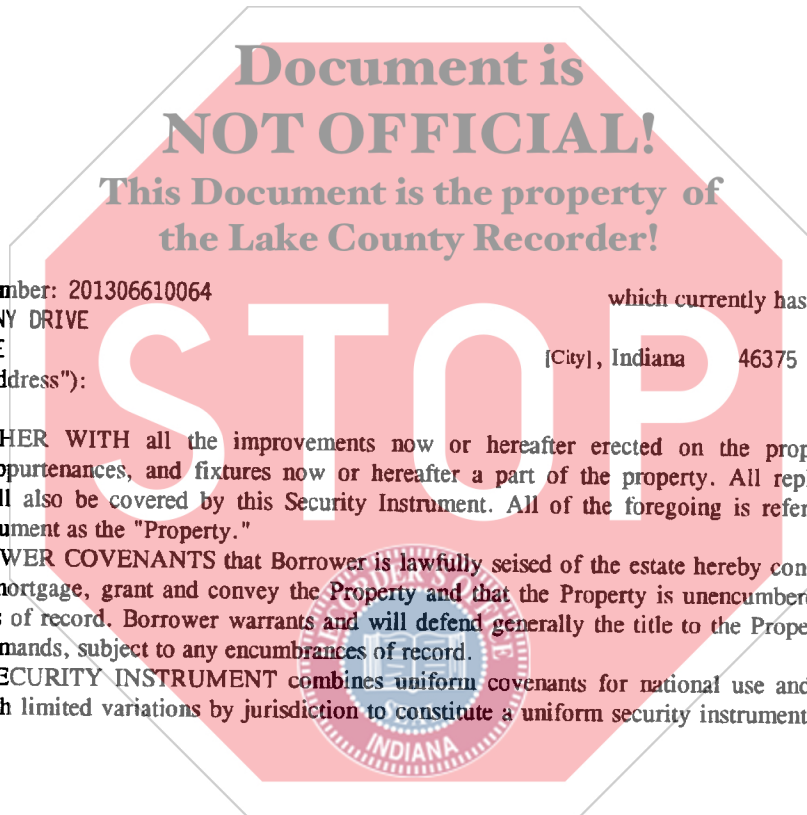 Document is
NOT OFFICIAL!
This Document is the property of
the Lake County Recorder!
mber: 201306610064
which currently has
NY DRIVE
E
[City], Indiana 46375
ddress"):
STOP
HER WITH all the improvements now or hereafter erected on the prop
ppurtenances, and fixtures now or hereafter a part of the property. All repl
ll also be covered by this Security Instrument. All of the foregoing is refer
ument as the "Property."
WER COVENANTS that Borrower is lawfully seised of the estate hereby con
mortgage, grant and convey the Property and that the Property is unencumber
s of record. Borrower warrants and will defend generally the title to the Prope
mands, subject to any encumbrances of record.
ECURITY INSTRUMENT combines uniform covenants for national use and
h limited variations by jurisdiction to constitute a uniform security instrument
RECORDER'S OFFICE
SEAL
INDIANA